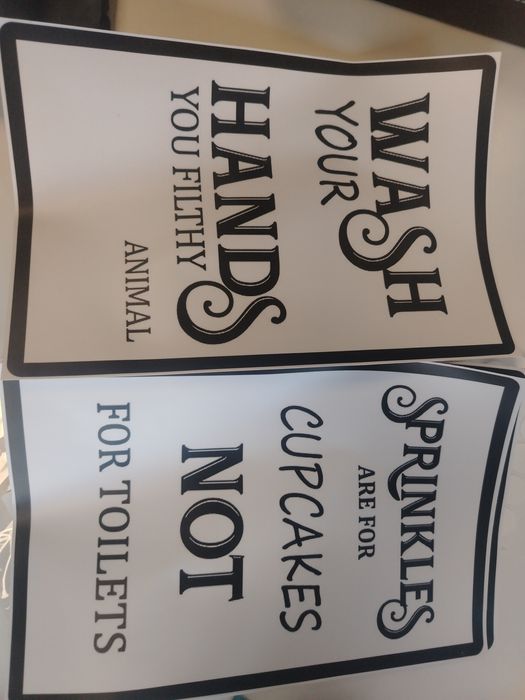 WASH
YOUR
HANDS
YOU FILTHY
ANIMAL
SPRINKLES
ARE FOR
CUPCAKES
NOT
FOR TOILETS